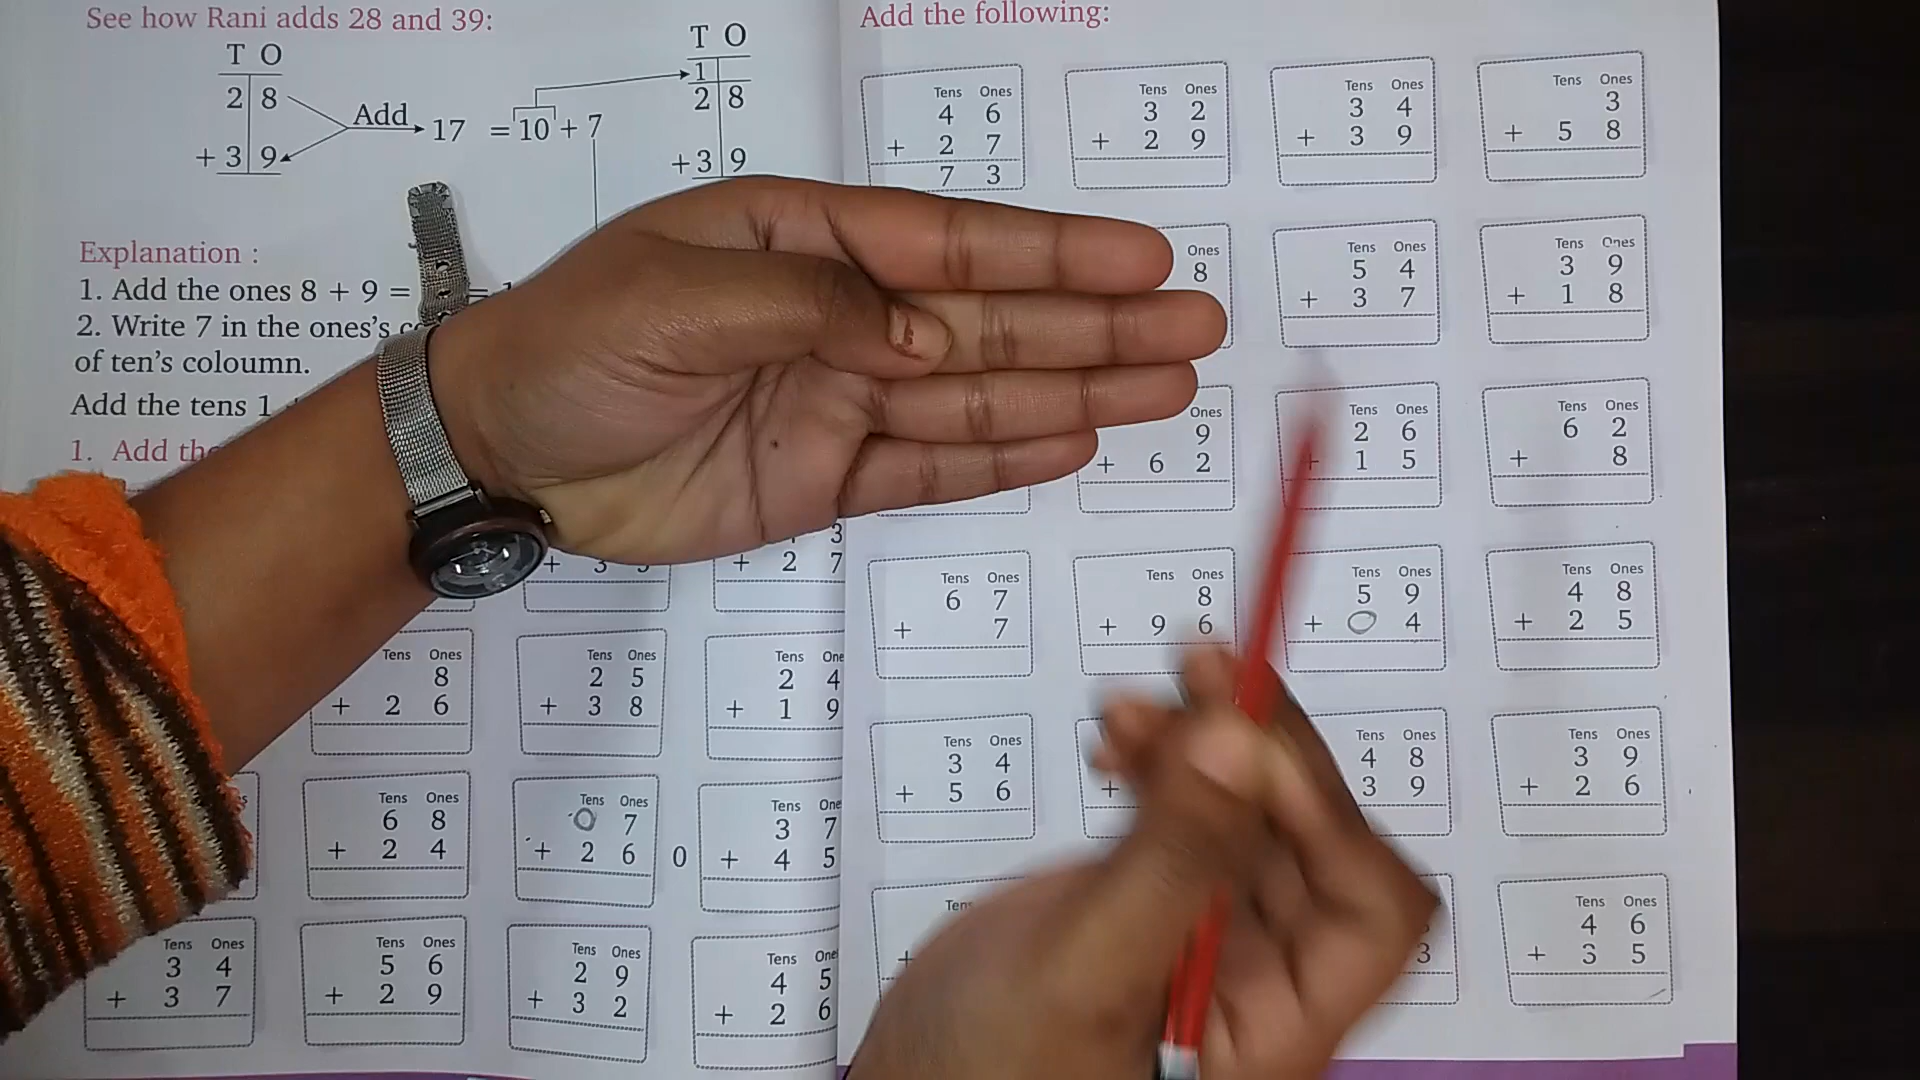 See how Rani adds 28 and 39:
T O
2 8
+ 3 9
Add
17 = 10 + 7
T O
1
2 8
+ 3 9
Explanation :
1. Add the ones 8 + 9 =
2. Write 7 in the ones's
of ten's coloumn.
Add the tens 1
1. Add the
3
+ 2 7
Tens Ones
8
+ 2 6
Tens Ones
2 5
+ 3 8
Tens
2 4
+ 1 9
Tens Ones
6 8
+ 2 4
Tens Ones
0 7
+ 2 6
0
Tens
3 7
+ 4 5
Tens Ones
3 4
+ 3 7
Tens Ones
5 6
+ 2 9
Tens Ones
2 9
+ 3 2
Tens
4 5
+ 2 6
Add the following:
Tens Ones
4 6
+ 2 7
7 3
Tens Ones
3 2
+ 2 9
Tens Ones
3 4
+ 3 9
Tens Ones
3
+ 5 8
Ones
8
Tens Ones
5 4
+ 3 7
Tens Ones
3 9
+ 1 8
Ones
9
+ 6 2
Tens Ones
2 6
+ 1 5
Tens Ones
6 2
+ 8
Tens Ones
6 7
+ 7
Tens Ones
8
+ 9 6
Tens Ones
5 9
+ 0 4
Tens Ones
4 8
+ 2 5
Tens Ones
3 4
+ 5 6
+
Tens Ones
4 8
3 9
Tens Ones
3 9
+ 2 6
+
3
Tens Ones
4 6
+ 3 5